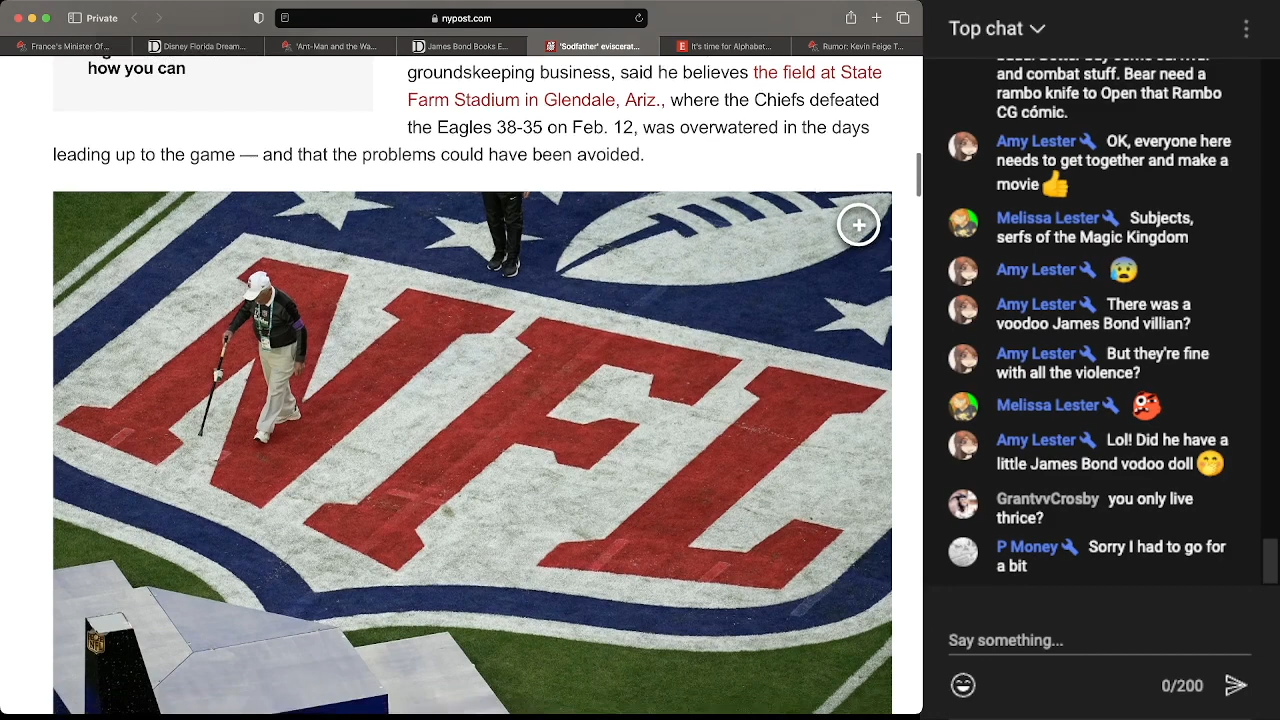 Private
nypost.com
France's Minister Of...
Disney Florida Dream...
'Ant-Man and the Wa...
James Bond Books E...
'Sodfather' eviscerat...
It's time for Alphabet...
Rumor: Kevin Feige T...
how you can
groundskeeping business, said he believes the field at State
Farm Stadium in Glendale, Ariz., where the Chiefs defeated
the Eagles 38-35 on Feb. 12, was overwatered in the days
leading up to the game — and that the problems could have been avoided.
NFL
NFL
Top chat
and combat stuff. Bear need a
rambo knife to Open that Rambo
CG cómic.
Amy Lester OK, everyone here
needs to get together and make a
movie 👍
Melissa Lester Subjects,
serfs of the Magic Kingdom
Amy Lester 😰
Amy Lester There was a
voodoo James Bond villian?
Amy Lester But they're fine
with all the violence?
Melissa Lester
Amy Lester Lol! Did he have a
little James Bond vodoo doll 🤭
GrantvvCrosby you only live
thrice?
P Money Sorry I had to go for
a bit
Say something...
0/200